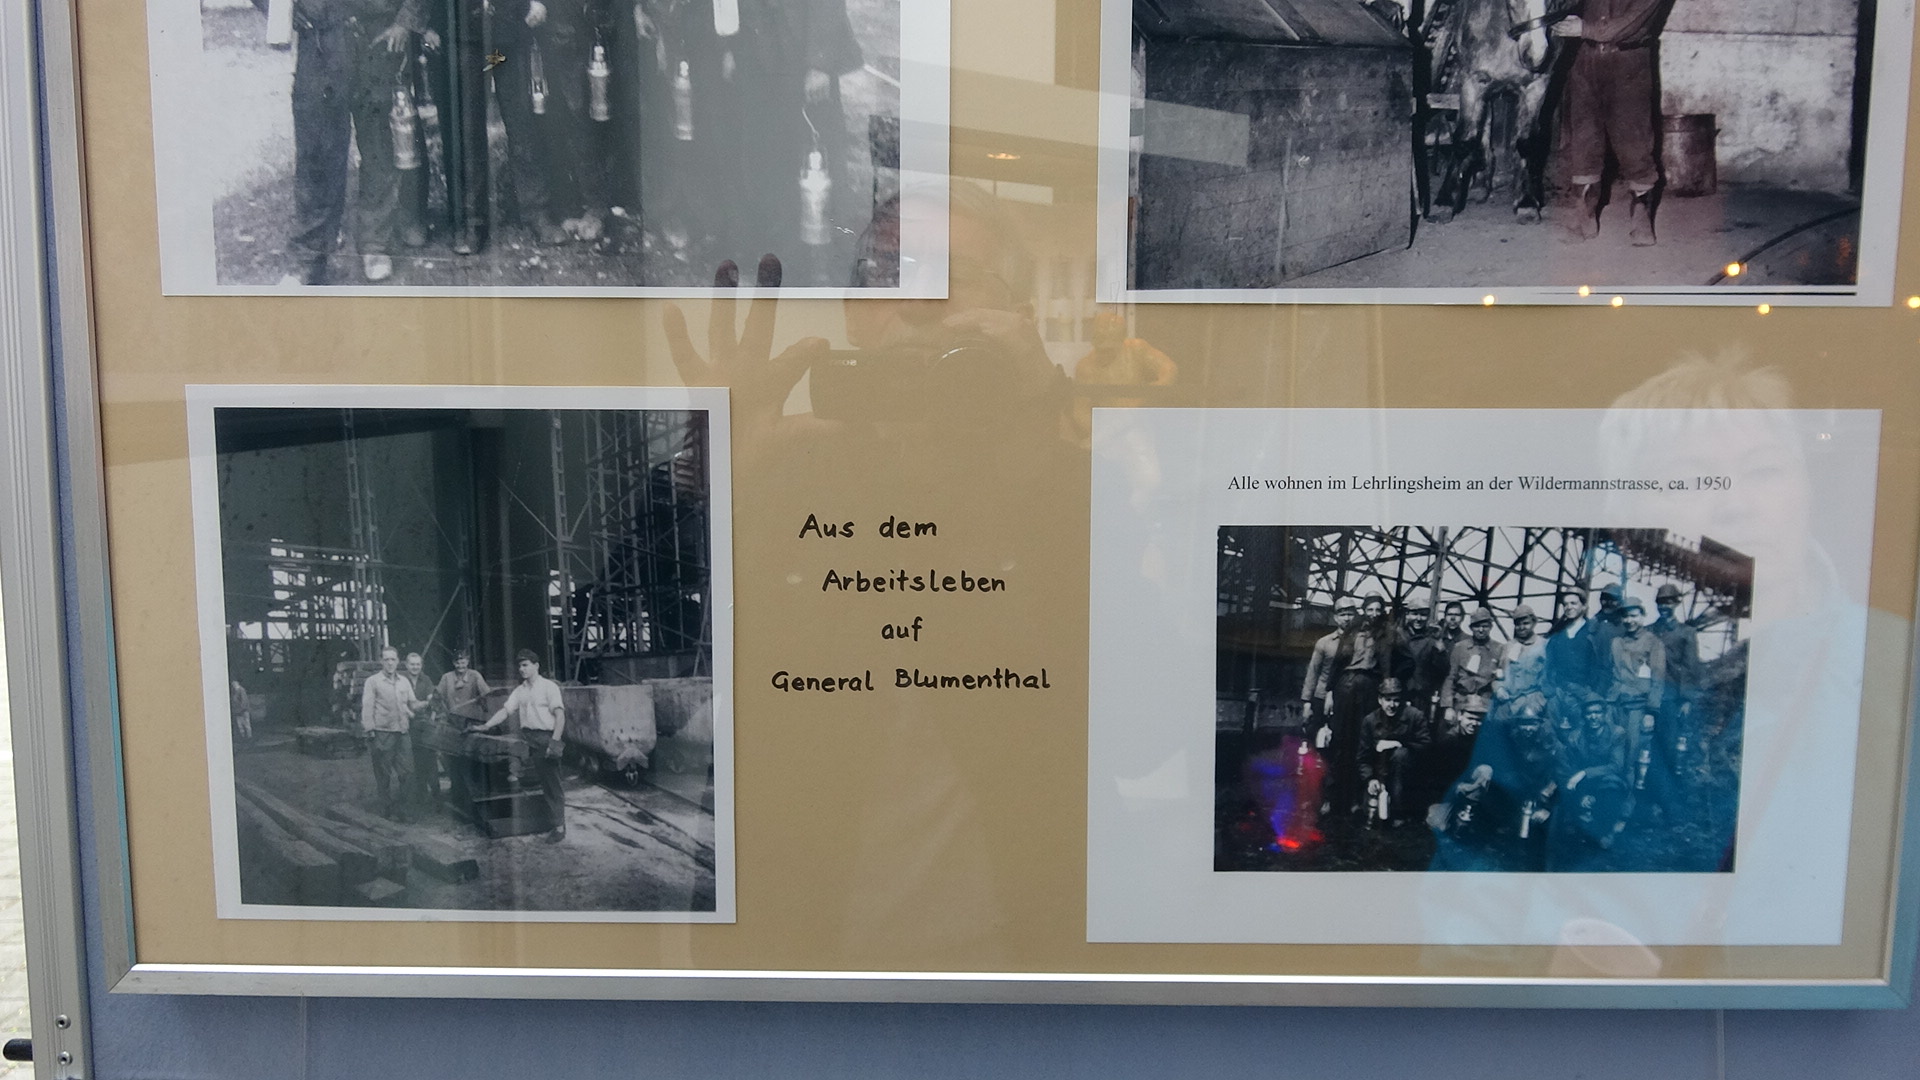 Aus dem
Arbeitsleben
auf
General Blumenthal
Alle wohnen im Lehrlingsheim an der Wildermannstrasse, ca. 1950